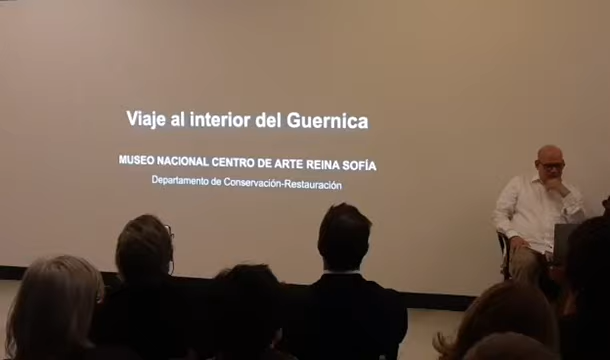 Viaje al interior del Guernica
MUSEO NACIONAL CENTRO DE ARTE REINA SOFÍA
Departamento de Conservación-Restauración